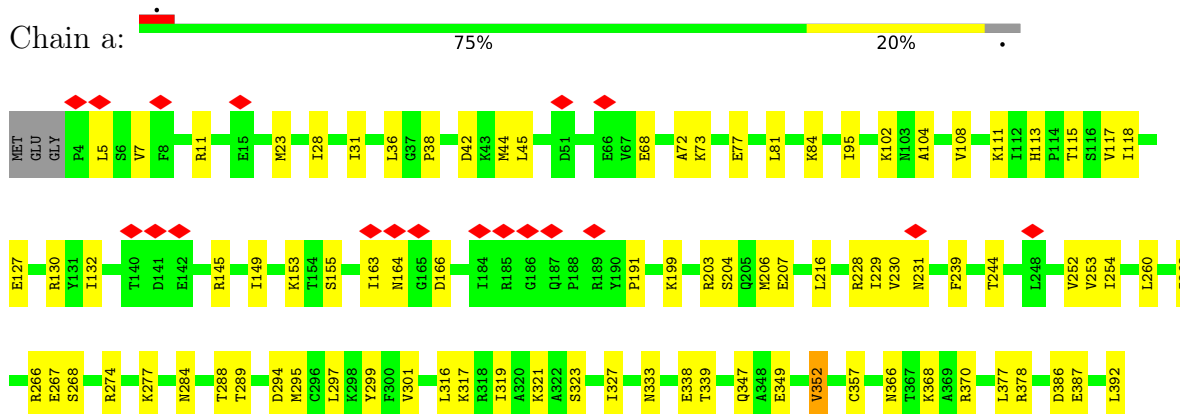 Chain a:
75% 20%
MET GLU GLY P4 L5 S6 V7 F8 R11 E15 M23 I28 I31 L36 G37 P38 D42 K43 M44 L45 D51 E66 V67 E68 A72 K73 E77 L81 K84 I95 K102 N103 A104 V108 K111 I112 H113 P114 T115 S116 V117 I118
E127 R130 Y131 I132 T140 D141 E142 R145 I149 K153 T154 S155 I163 N164 G165 D166 I184 R185 G186 Q187 P188 R189 Y190 P191 K199 R203 S204 Q205 M206 E207 L216 R228 I229 V230 N231 F239 T244 L248 V252 V253 I254 L260
R266 E267 S268 R274 K277 N284 T288 T289 D294 M295 C296 L297 K298 Y299 F300 V301 L316 K317 R318 I319 A320 K321 A322 S323 I327 N333 E338 T339 Q347 A348 E349 V352 C357 N366 T367 K368 A369 R370 L377 R378 D386 E387 L392